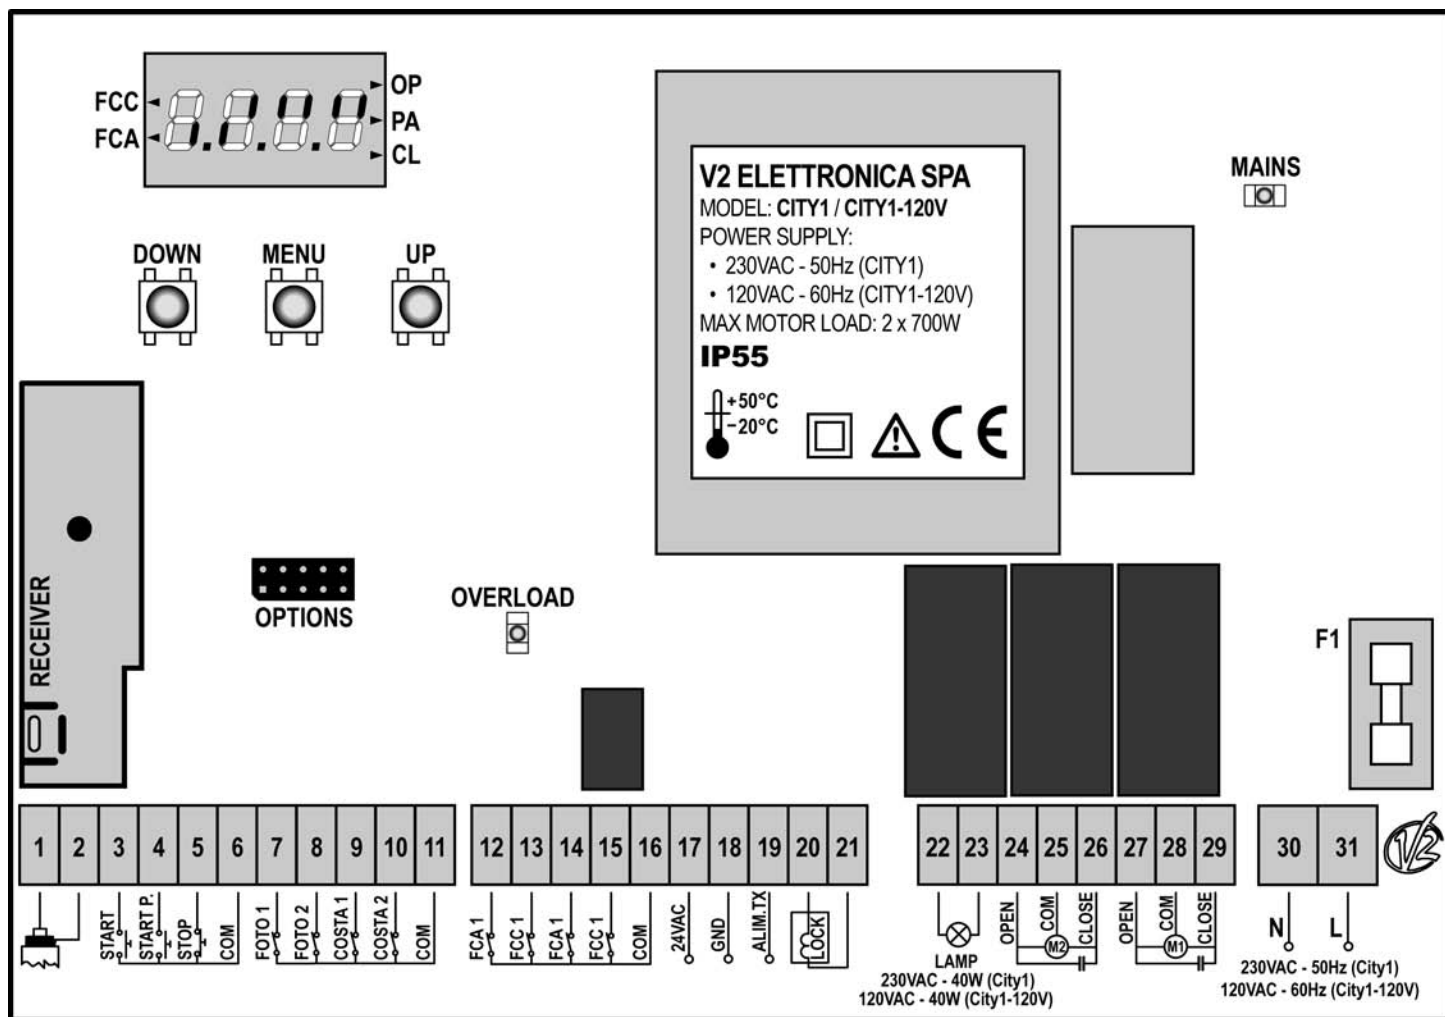 OP
FCC
PA
FCA
CL
DOWN MENU UP
V2 ELETTRONICA SPA
MODEL: CITY1 / CITY1-120V
POWER SUPPLY:
• 230VAC - 50Hz (CITY1)
• 120VAC - 60Hz (CITY1-120V)
MAX MOTOR LOAD: 2 x 700W
IP55
+50°C
-20°C
CE
MAINS
RECEIVER
OPTIONS
OVERLOAD
F1
1 2 3 4 5 6 7 8 9 10 11
12 13 14 15 16 17 18 19 20 21
22 23 24 25 26 27 28 29
30 31
V2
START
START P.
STOP
COM
FOTO 1
FOTO 2
COSTA 1
COSTA 2
COM
FCA 1
FCC 1
FCA 1
FCC 1
COM
24VAC
GND
ALIM.TX
LOCK
LAMP
230VAC - 40W (City1)
120VAC - 40W (City1-120V)
OPEN
COM
CLOSE
M2
OPEN
COM
CLOSE
M1
N L
230VAC - 50Hz (City1)
120VAC - 60Hz (City1-120V)